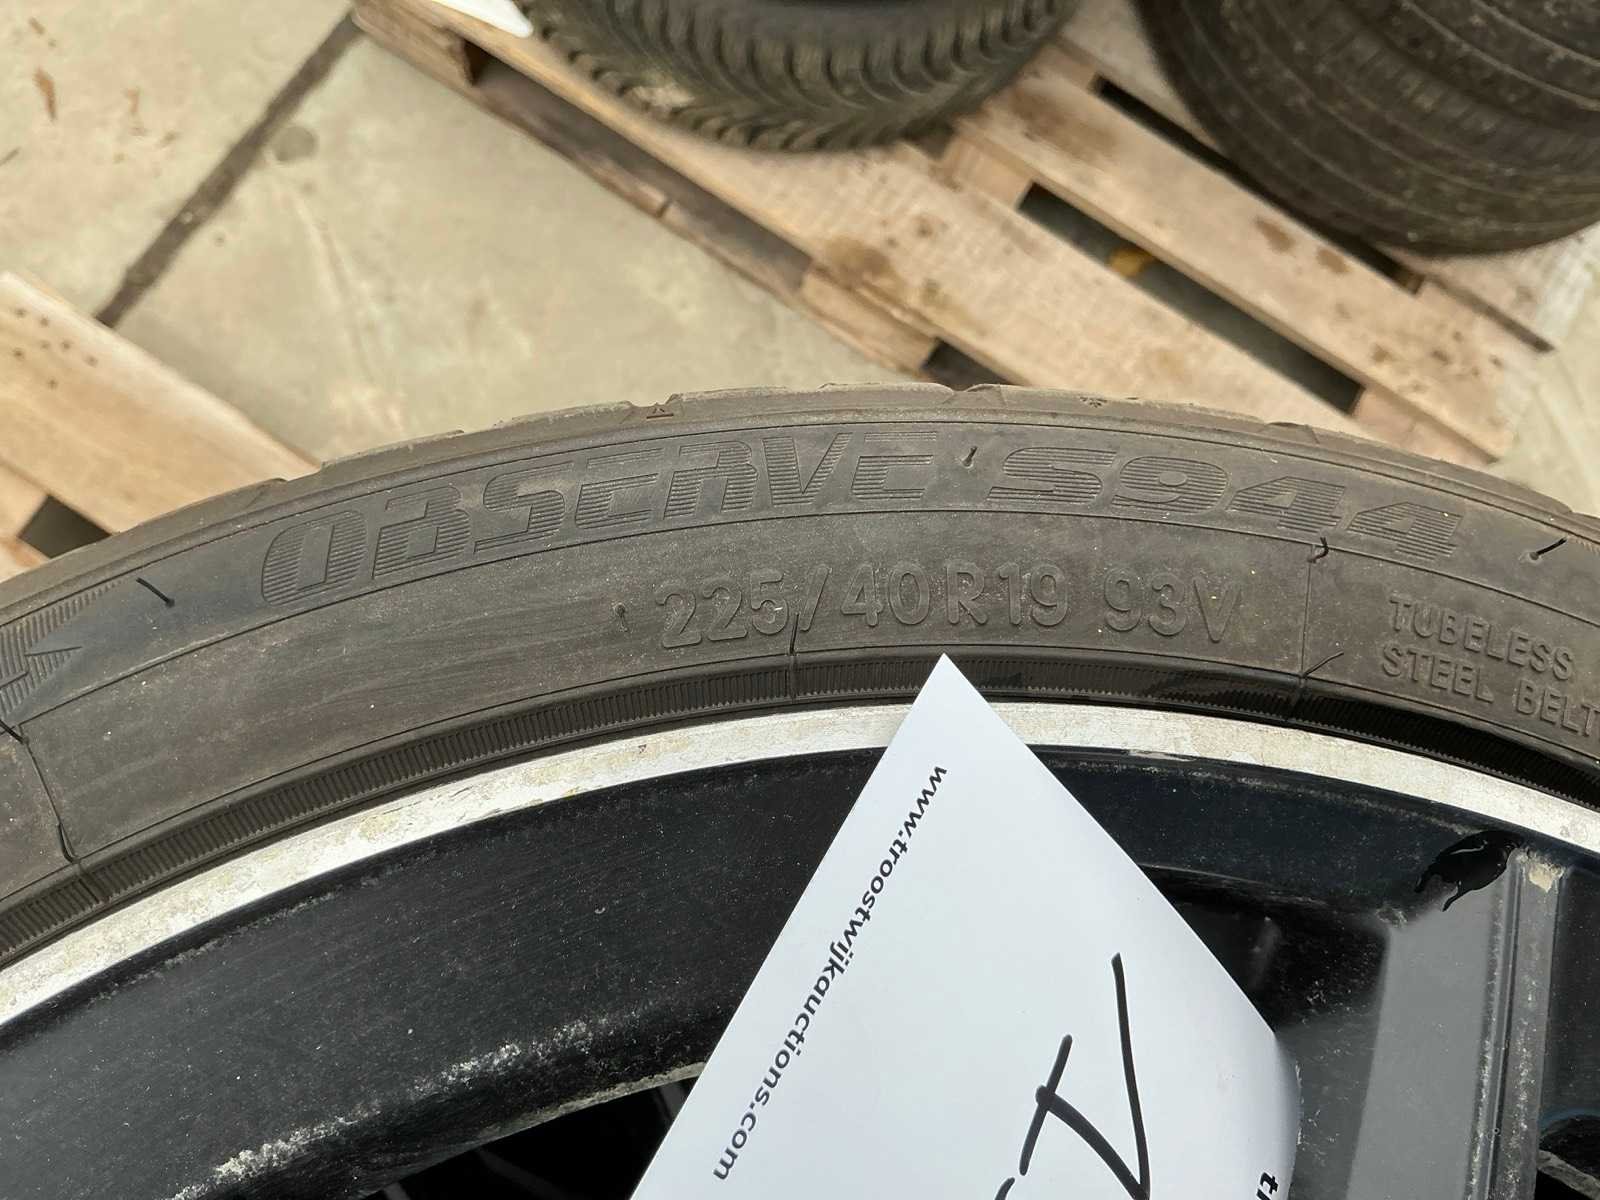 OBSERVE S944
225/40R19 93V
TUBELESS
STEEL BELT
www.troostwijkauctions.com